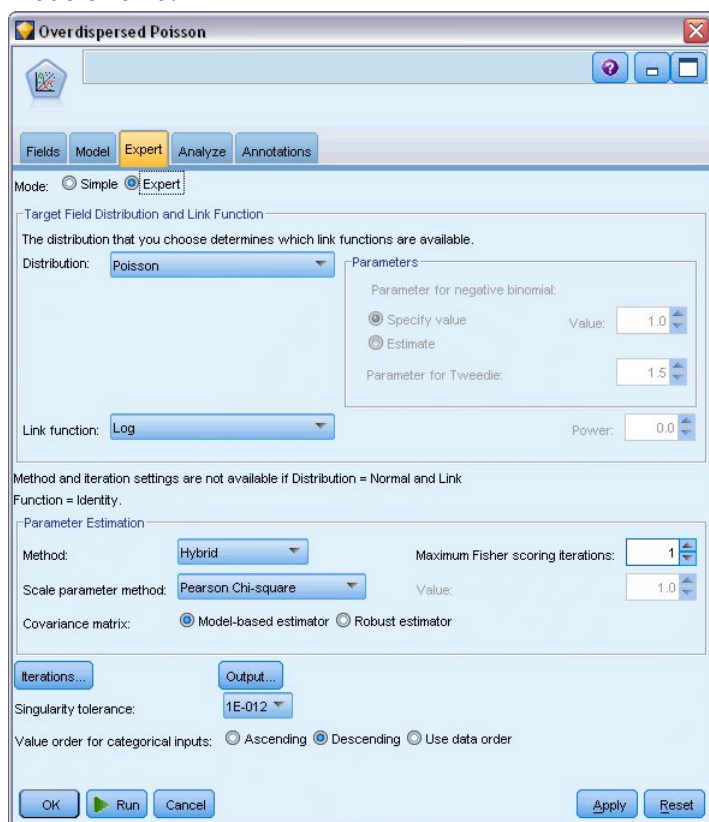 Overdispersed Poisson
Fields Model Expert Analyze Annotations
Mode: Simple Expert
Target Field Distribution and Link Function
The distribution that you choose determines which link functions are available.
Distribution: Poisson
Parameters
Parameter for negative binomial:
Specify value Value: 1.0
Estimate
Parameter for Tweedie: 1.5
Link function: Log Power: 0.0
Method and iteration settings are not available if Distribution = Normal and Link
Function = Identity.
Parameter Estimation
Method: Hybrid Maximum Fisher scoring iterations: 1
Scale parameter method: Pearson Chi-square Value: 1.0
Covariance matrix: Model-based estimator Robust estimator
Iterations... Output...
Singularity tolerance: 1E-012
Value order for categorical inputs: Ascending Descending Use data order
OK Run Cancel Apply Reset